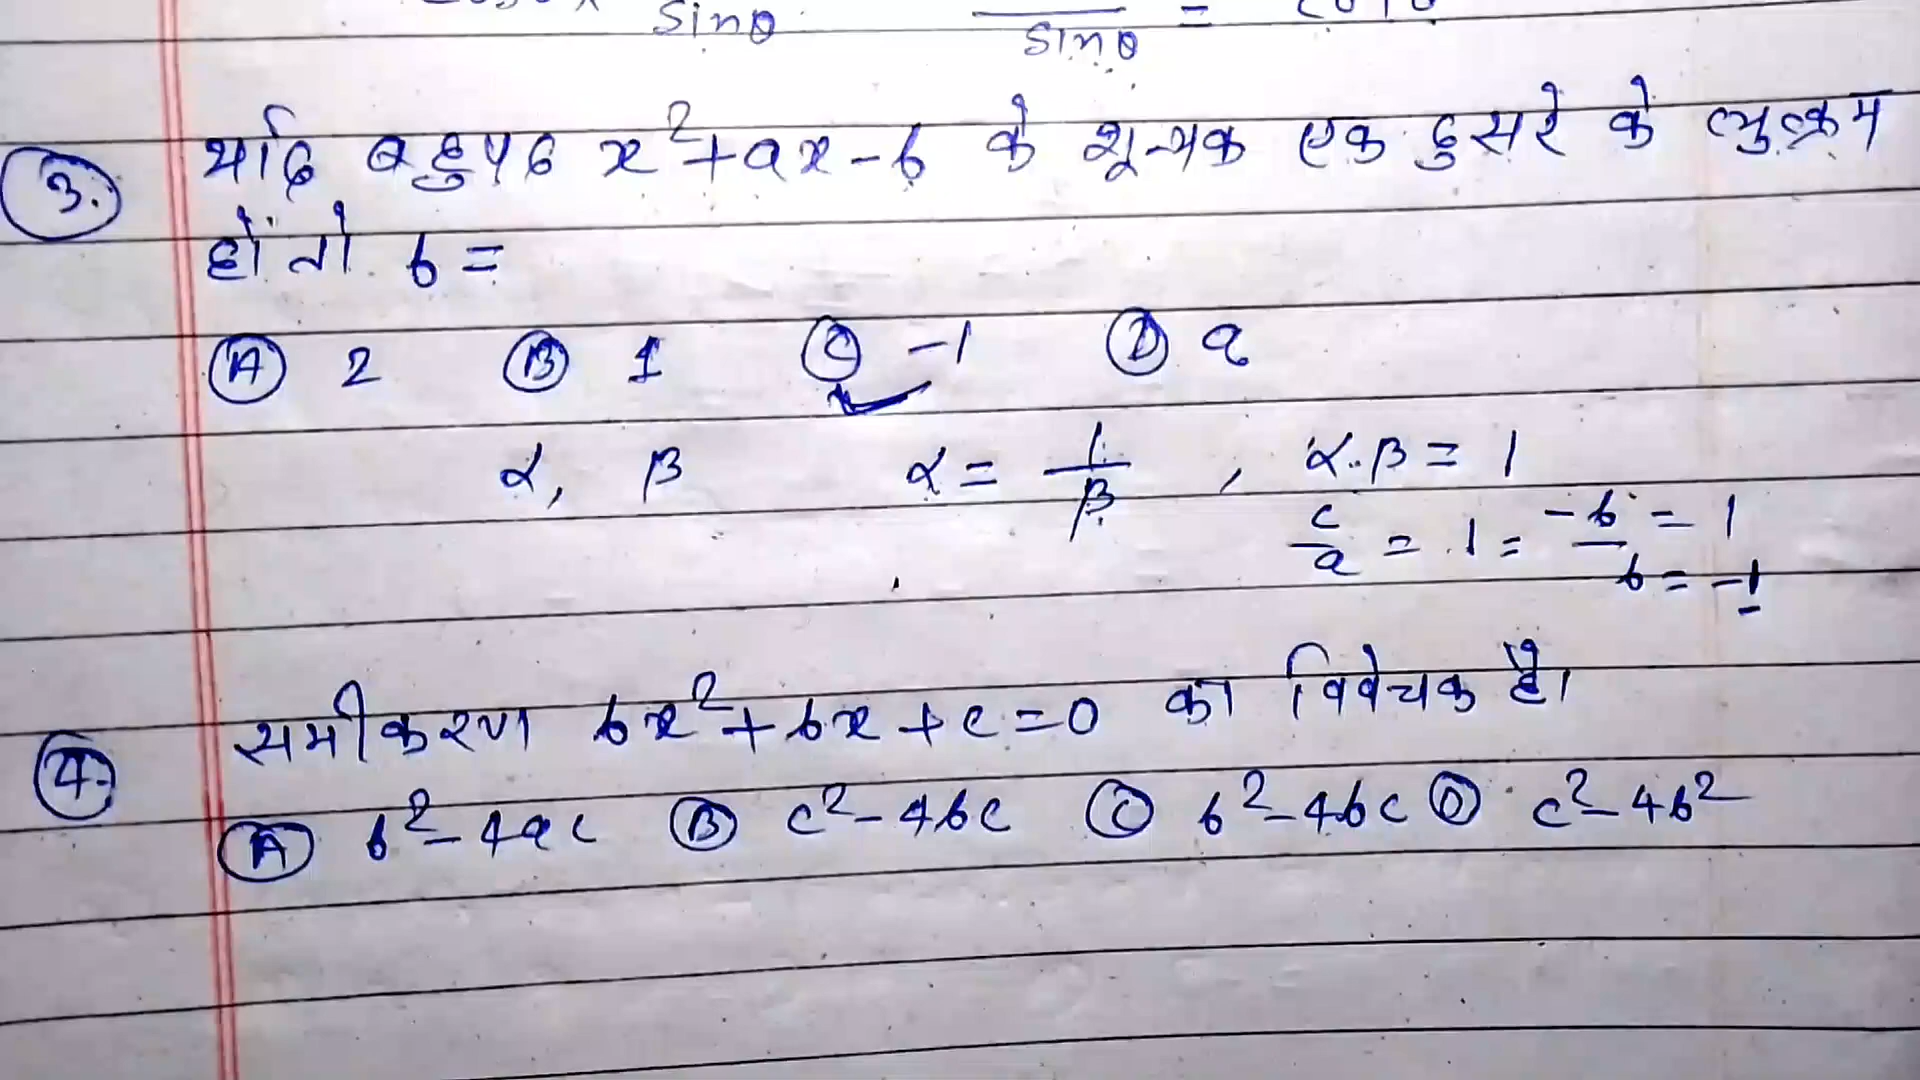 sinθ sinθ =
3. यदि बहुपद x²+ax-b के शून्यक एक दुसरे के व्युत्क्रम
हों तो b =
(A) 2 (B) 1 (C) -1 (D) a
α, β α = 1/β , α.β = 1
c/a = 1 = -b = 1
b = -1
4. समीकरण bx²+bx+c=0 का विवेचक है।
(A) b²-4ac (B) c²-4bc (C) b²-4bc (D) c²-4b²